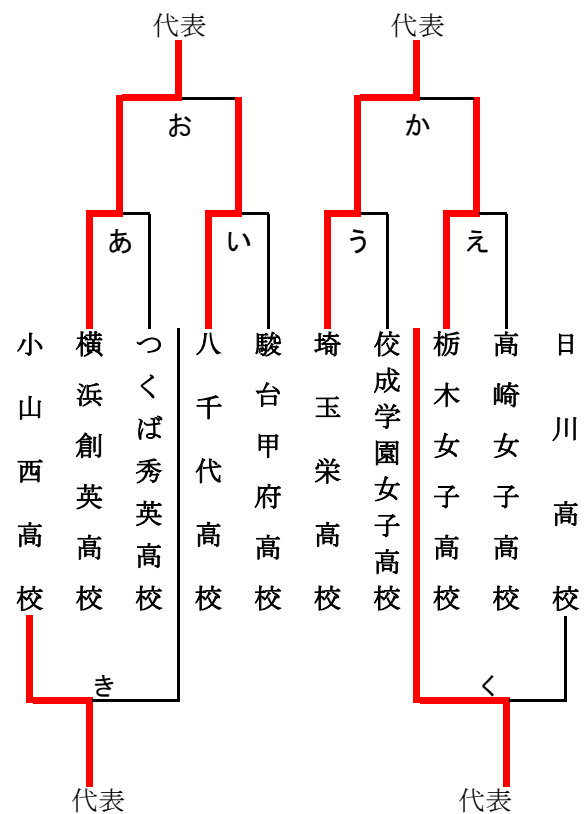 代表
代表
お
か
あ
い
う
え
小山西高校
横浜創英高校
つくば秀英高校
八千代高校
駿台甲府高校
埼玉栄高校
佼成学園女子高校
栃木女子高校
高崎女子高校
日川高校
き
く
代表
代表